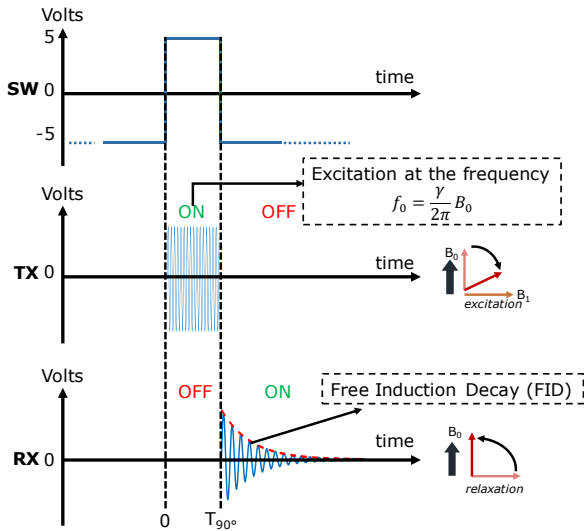 Volts
5
time
SW 0
-5
Excitation at the frequency
f₀ = γ/2π B₀
Volts
ON OFF
TX 0
time
B₀
B₁
excitation
Volts
OFF ON
Free Induction Decay (FID)
time
RX 0
B₀
relaxation
0 T₉₀°